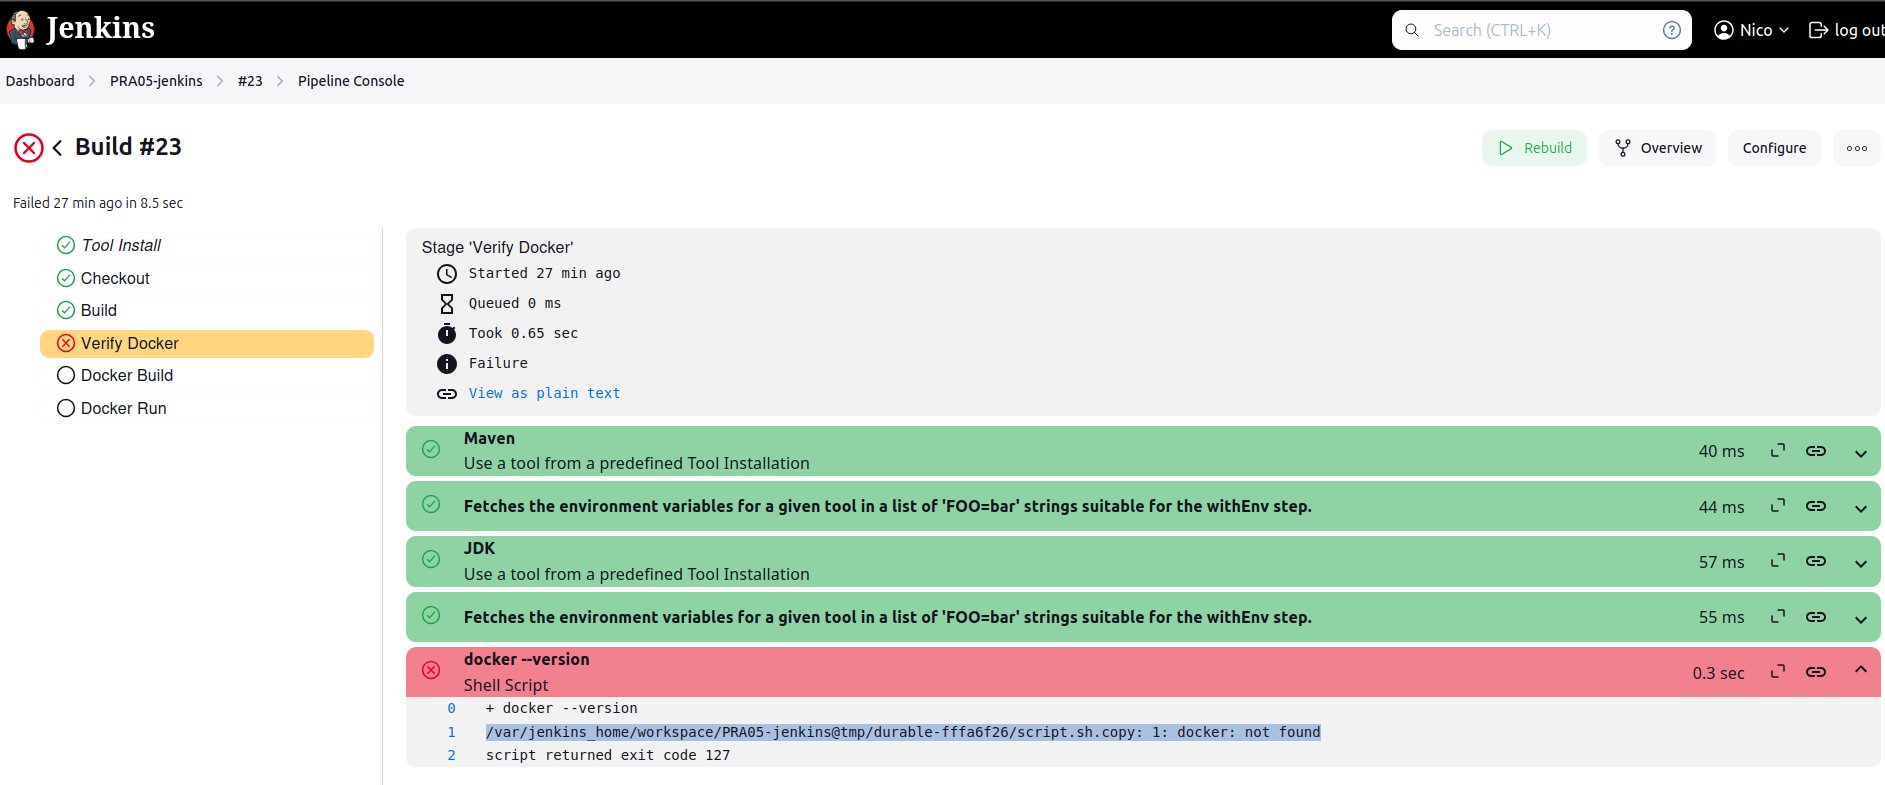 Jenkins
Search (CTRL+K)
?
Nico
log out
Dashboard
PRA05-jenkins
#23
Pipeline Console
Build #23
Rebuild
Overview
Configure
Failed 27 min ago in 8.5 sec
Tool Install
Checkout
Build
Verify Docker
Docker Build
Docker Run
Stage 'Verify Docker'
Started 27 min ago
Queued 0 ms
Took 0.65 sec
Failure
View as plain text
Maven
Use a tool from a predefined Tool Installation
40 ms
Fetches the environment variables for a given tool in a list of 'FOO=bar' strings suitable for the withEnv step.
44 ms
JDK
Use a tool from a predefined Tool Installation
57 ms
Fetches the environment variables for a given tool in a list of 'FOO=bar' strings suitable for the withEnv step.
55 ms
docker --version
Shell Script
0.3 sec
0 + docker --version
1 /var/jenkins_home/workspace/PRA05-jenkins@tmp/durable-fffa6f26/script.sh.copy: 1: docker: not found
2 script returned exit code 127